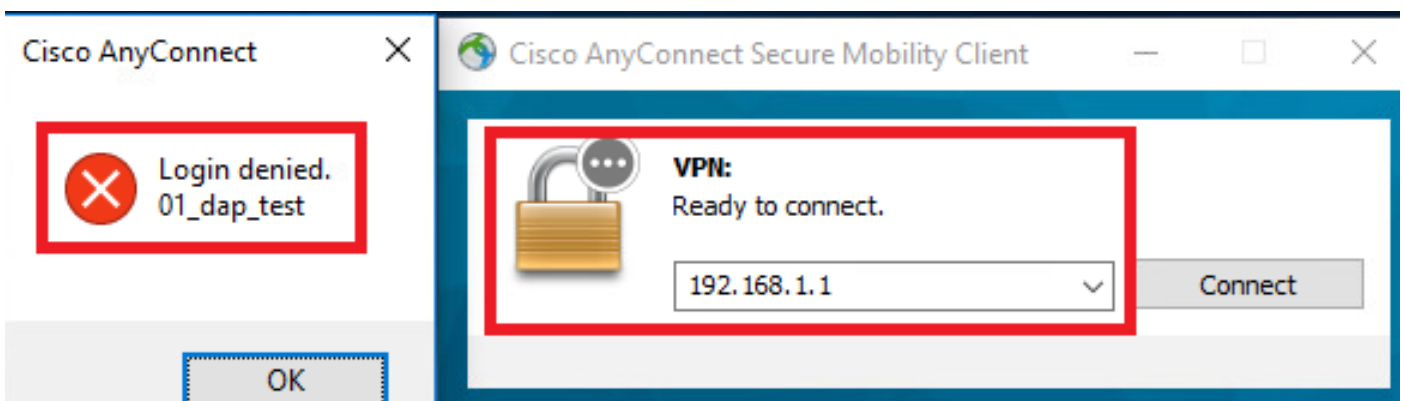 Cisco AnyConnect
Login denied.
01_dap_test
OK
Cisco AnyConnect Secure Mobility Client
VPN:
Ready to connect.
192.168.1.1
Connect